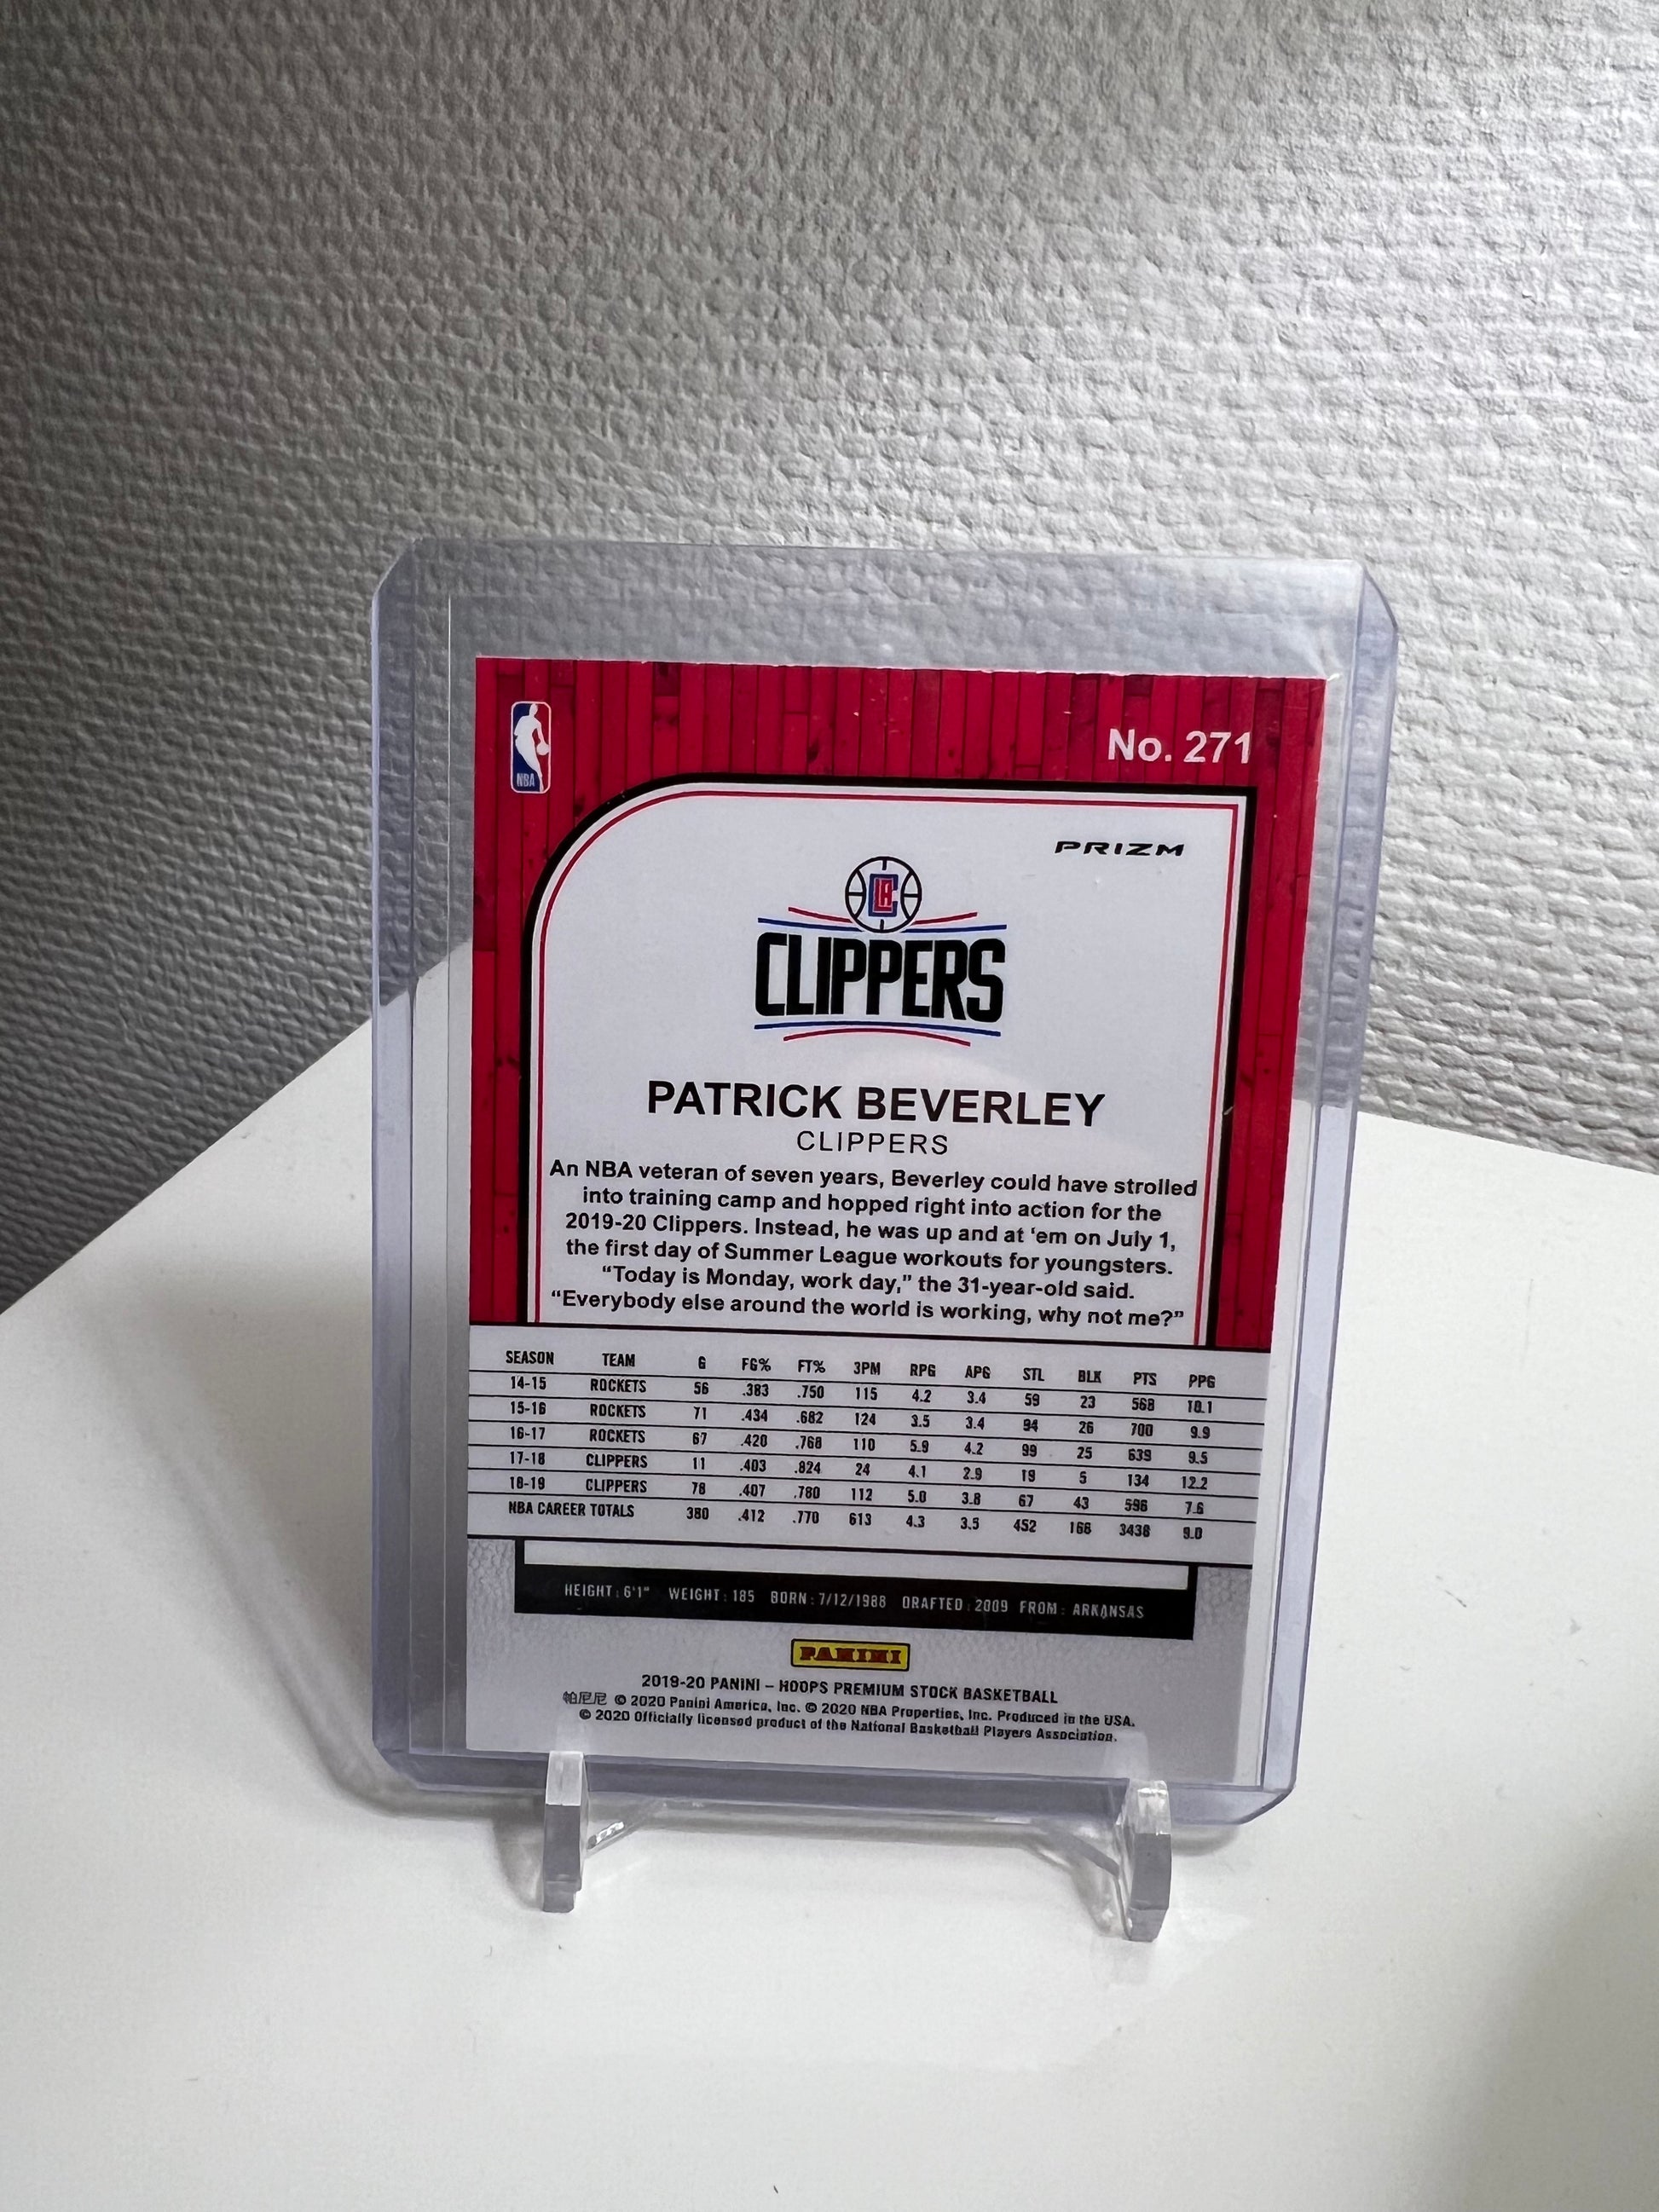 NBA
No. 271
PRIZM
LAC
CLIPPERS
PATRICK BEVERLEY
CLIPPERS
An NBA veteran of seven years, Beverley could have strolled
into training camp and hopped right into action for the
2019-20 Clippers. Instead, he was up and at ‘em on July 1,
the first day of Summer League workouts for youngsters.
“Today is Monday, work day,” the 31-year-old said.
“Everybody else around the world is working, why not me?”
SEASON TEAM G FG% FT% 3PM RPG APG STL BLK PTS PPG
14-15 ROCKETS 56 .383 .750 115 4.2 3.4 59 23 568 10.1
15-16 ROCKETS 71 .434 .682 124 3.5 3.4 94 26 700 9.9
16-17 ROCKETS 67 .420 .768 110 5.9 4.2 99 25 639 9.5
17-18 CLIPPERS 11 .403 .824 24 4.1 2.9 19 5 134 12.2
18-19 CLIPPERS 78 .407 .780 112 5.0 3.8 67 43 596 7.6
NBA CAREER TOTALS 380 .412 .770 613 4.3 3.5 452 166 3436 9.0
HEIGHT: 6'1" WEIGHT: 185 BORN: 7/12/1988 DRAFTED: 2009 FROM: ARKANSAS
PANINI
2019-20 PANINI – HOOPS PREMIUM STOCK BASKETBALL
帕尼尼 © 2020 Panini America, Inc. © 2020 NBA Properties, Inc. Produced in the USA.
© 2020 Officially licensed product of the National Basketball Players Association.